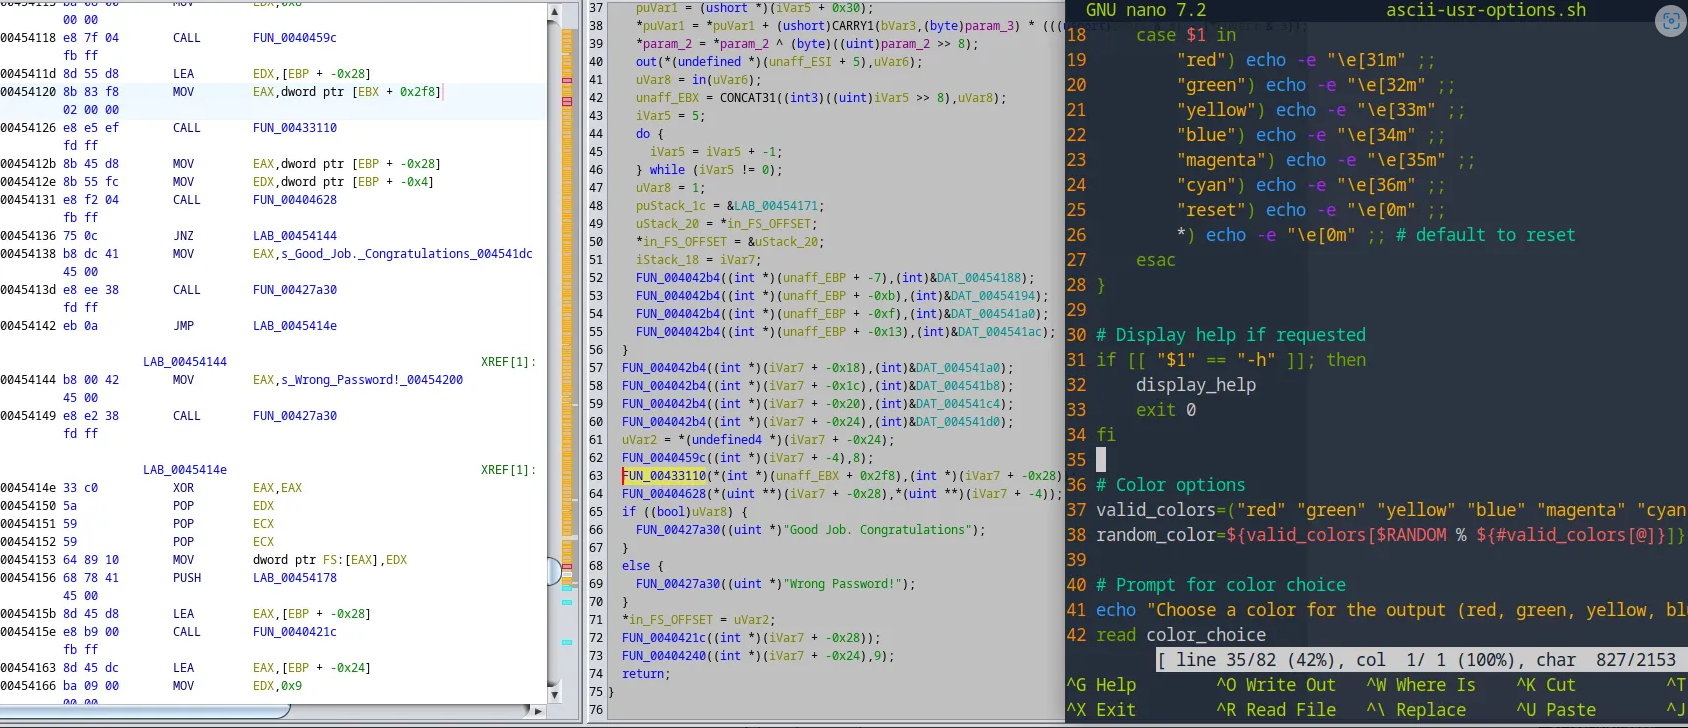 00454113 ba 08 00 MOV EDX,0x8
00 00
00454118 e8 7f 04 CALL FUN_0040459c
fb ff
0045411d 8d 55 d8 LEA EDX,[EBP + -0x28]
00454120 8b 83 f8 MOV EAX,dword ptr [EBX + 0x2f8]
02 00 00
00454126 e8 e5 ef CALL FUN_00433110
fd ff
0045412b 8b 45 d8 MOV EAX,dword ptr [EBP + -0x28]
0045412e 8b 55 fc MOV EDX,dword ptr [EBP + -0x4]
00454131 e8 f2 04 CALL FUN_00404628
fb ff
00454136 75 0c JNZ LAB_00454144
00454138 b8 dc 41 MOV EAX,s_Good_Job._Congratulations_004541dc
45 00
0045413d e8 ee 38 CALL FUN_00427a30
fd ff
00454142 eb 0a JMP LAB_0045414e
LAB_00454144 XREF[1]:
00454144 b8 00 42 MOV EAX,s_Wrong_Password!_00454200
45 00
00454149 e8 e2 38 CALL FUN_00427a30
fd ff
LAB_0045414e XREF[1]:
0045414e 33 c0 XOR EAX,EAX
00454150 5a POP EDX
00454151 59 POP ECX
00454152 59 POP ECX
00454153 64 89 10 MOV dword ptr FS:[EAX],EDX
00454156 68 78 41 PUSH LAB_00454178
45 00
0045415b 8d 45 d8 LEA EAX,[EBP + -0x28]
0045415e e8 b9 00 CALL FUN_0040421c
fb ff
00454163 8d 45 dc LEA EAX,[EBP + -0x24]
00454166 ba 09 00 MOV EDX,0x9
00 00
37 puVar1 = (ushort *)(iVar5 + 0x30);
38 *puVar1 = *puVar1 + (ushort)CARRY1(bVar3,(byte)param_3) * (((
39 *param_2 = *param_2 ^ (byte)((uint)param_2 >> 8);
40 out(*(undefined *)(unaff_ESI + 5),uVar6);
41 uVar8 = in(uVar6);
42 unaff_EBX = CONCAT31((int3)((uint)iVar5 >> 8),uVar8);
43 iVar5 = 5;
44 do {
45 iVar5 = iVar5 + -1;
46 } while (iVar5 != 0);
47 uVar8 = 1;
48 puStack_1c = &LAB_00454171;
49 uStack_20 = *in_FS_OFFSET;
50 *in_FS_OFFSET = &uStack_20;
51 iStack_18 = iVar7;
52 FUN_004042b4((int *)(unaff_EBP + -7),(int)&DAT_00454188);
53 FUN_004042b4((int *)(unaff_EBP + -0xb),(int)&DAT_00454194);
54 FUN_004042b4((int *)(unaff_EBP + -0xf),(int)&DAT_004541a0);
55 FUN_004042b4((int *)(unaff_EBP + -0x13),(int)&DAT_004541ac);
56 }
57 FUN_004042b4((int *)(iVar7 + -0x18),(int)&DAT_004541a0);
58 FUN_004042b4((int *)(iVar7 + -0x1c),(int)&DAT_004541b8);
59 FUN_004042b4((int *)(iVar7 + -0x20),(int)&DAT_004541c4);
60 FUN_004042b4((int *)(iVar7 + -0x24),(int)&DAT_004541d0);
61 uVar2 = *(undefined4 *)(iVar7 + -0x24);
62 FUN_0040459c((int *)(iVar7 + -4),8);
63 FUN_00433110(*(int *)(unaff_EBX + 0x2f8),(int *)(iVar7 + -0x28)
64 FUN_00404628(*(uint **)(iVar7 + -0x28),*(uint **)(iVar7 + -4));
65 if ((bool)uVar8) {
66 FUN_00427a30((uint *)"Good Job. Congratulations");
67 }
68 else {
69 FUN_00427a30((uint *)"Wrong Password!");
70 }
71 *in_FS_OFFSET = uVar2;
72 FUN_0040421c((int *)(iVar7 + -0x28));
73 FUN_00404240((int *)(iVar7 + -0x24),9);
74 return;
75 }
76
GNU nano 7.2 ascii-usr-options.sh
18 case $1 in
19 "red") echo -e "\e[31m" ;;
20 "green") echo -e "\e[32m" ;;
21 "yellow") echo -e "\e[33m" ;;
22 "blue") echo -e "\e[34m" ;;
23 "magenta") echo -e "\e[35m" ;;
24 "cyan") echo -e "\e[36m" ;;
25 "reset") echo -e "\e[0m" ;;
26 *) echo -e "\e[0m" ;; # default to reset
27 esac
28 }
29
30 # Display help if requested
31 if [[ "$1" == "-h" ]]; then
32 display_help
33 exit 0
34 fi
35
36 # Color options
37 valid_colors=("red" "green" "yellow" "blue" "magenta" "cyan
38 random_color=${valid_colors[$RANDOM % ${#valid_colors[@]}]}
39
40 # Prompt for color choice
41 echo "Choose a color for the output (red, green, yellow, blu
42 read color_choice
[ line 35/82 (42%), col 1/ 1 (100%), char 827/2153
^G Help ^O Write Out ^W Where Is ^K Cut ^T
^X Exit ^R Read File ^\ Replace ^U Paste ^J